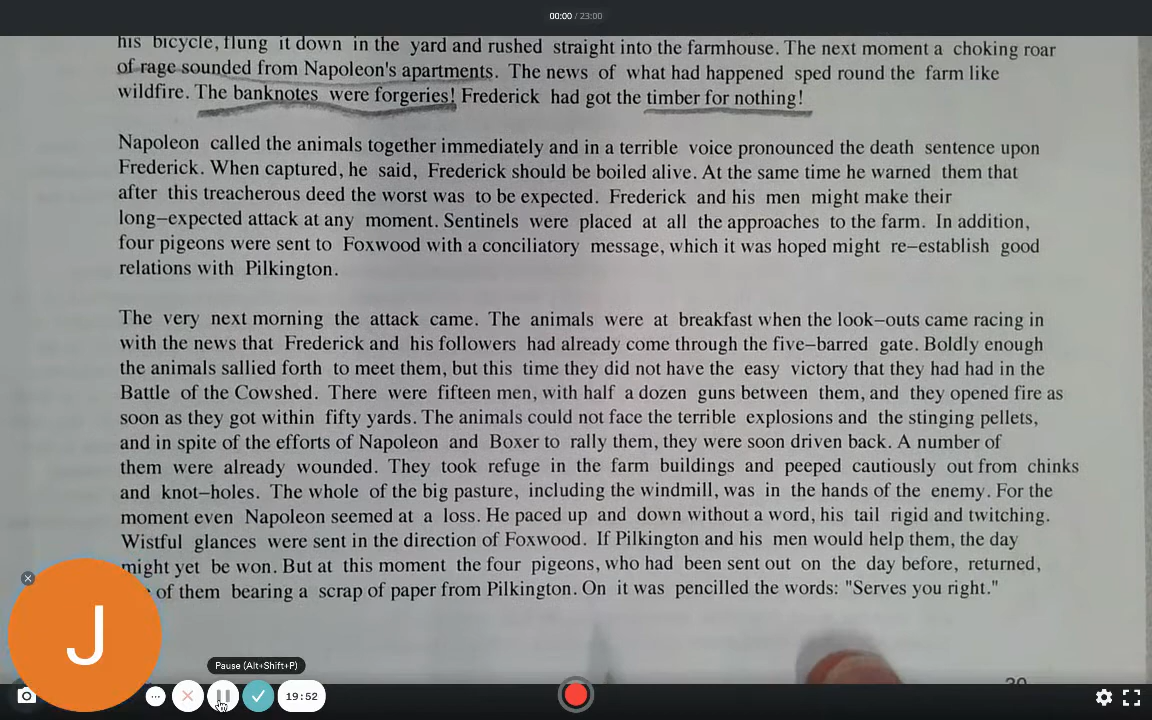 00:00 / 23:00
his bicycle, flung it down in the yard and rushed straight into the farmhouse. The next moment a choking roar
of rage sounded from Napoleon's apartments. The news of what had happened sped round the farm like
wildfire. The banknotes were forgeries! Frederick had got the timber for nothing!
Napoleon called the animals together immediately and in a terrible voice pronounced the death sentence upon
Frederick. When captured, he said, Frederick should be boiled alive. At the same time he warned them that
after this treacherous deed the worst was to be expected. Frederick and his men might make their
long−expected attack at any moment. Sentinels were placed at all the approaches to the farm. In addition,
four pigeons were sent to Foxwood with a conciliatory message, which it was hoped might re−establish good
relations with Pilkington.
The very next morning the attack came. The animals were at breakfast when the look−outs came racing in
with the news that Frederick and his followers had already come through the five−barred gate. Boldly enough
the animals sallied forth to meet them, but this time they did not have the easy victory that they had had in the
Battle of the Cowshed. There were fifteen men, with half a dozen guns between them, and they opened fire as
soon as they got within fifty yards. The animals could not face the terrible explosions and the stinging pellets,
and in spite of the efforts of Napoleon and Boxer to rally them, they were soon driven back. A number of
them were already wounded. They took refuge in the farm buildings and peeped cautiously out from chinks
and knot−holes. The whole of the big pasture, including the windmill, was in the hands of the enemy. For the
moment even Napoleon seemed at a loss. He paced up and down without a word, his tail rigid and twitching.
Wistful glances were sent in the direction of Foxwood. If Pilkington and his men would help them, the day
might yet be won. But at this moment the four pigeons, who had been sent out on the day before, returned,
of them bearing a scrap of paper from Pilkington. On it was pencilled the words: "Serves you right."
J
Pause (Alt+Shift+P)
19:52